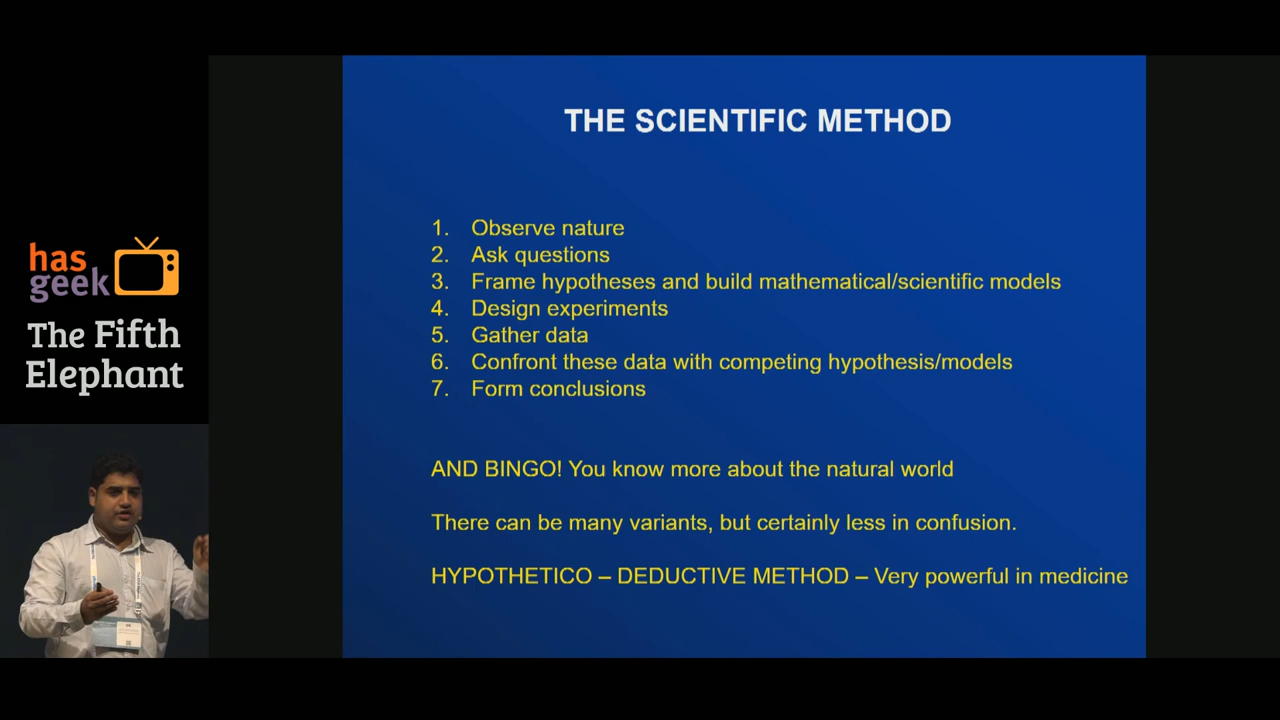 THE SCIENTIFIC METHOD
1. Observe nature
2. Ask questions
3. Frame hypotheses and build mathematical/scientific models
4. Design experiments
5. Gather data
6. Confront these data with competing hypothesis/models
7. Form conclusions
AND BINGO! You know more about the natural world
There can be many variants, but certainly less in confusion.
HYPOTHETICO – DEDUCTIVE METHOD – Very powerful in medicine
has
geek
The Fifth
Elephant